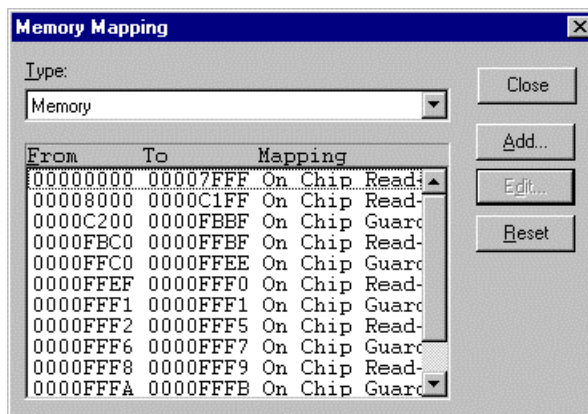 Memory Mapping
Type:
Memory
From To Mapping
00000000 00007FFF On Chip Read-
00008000 0000C1FF On Chip Read-
0000C200 0000FBBF On Chip Guard
0000FBC0 0000FFBF On Chip Read-
0000FFC0 0000FFEE On Chip Guard
0000FFEF 0000FFF0 On Chip Read-
0000FFF1 0000FFF1 On Chip Guard
0000FFF2 0000FFF5 On Chip Read-
0000FFF6 0000FFF7 On Chip Guard
0000FFF8 0000FFF9 On Chip Read-
0000FFFA 0000FFFB On Chip Guard
Close
Add...
Edit...
Reset